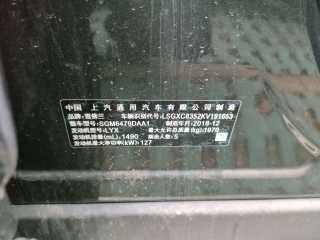 中国 上汽通用汽车有限公司制造
品牌:雪佛兰 车辆识别代号:LSGXC8352KV191653
整车型号:SGM6479DAA1 制造年月:2018-12
发动机型号:LYX 最大允许总质量(kg):1970
发动机排量(mL):1490 乘坐人数:5
发动机最大净功率(kW):127